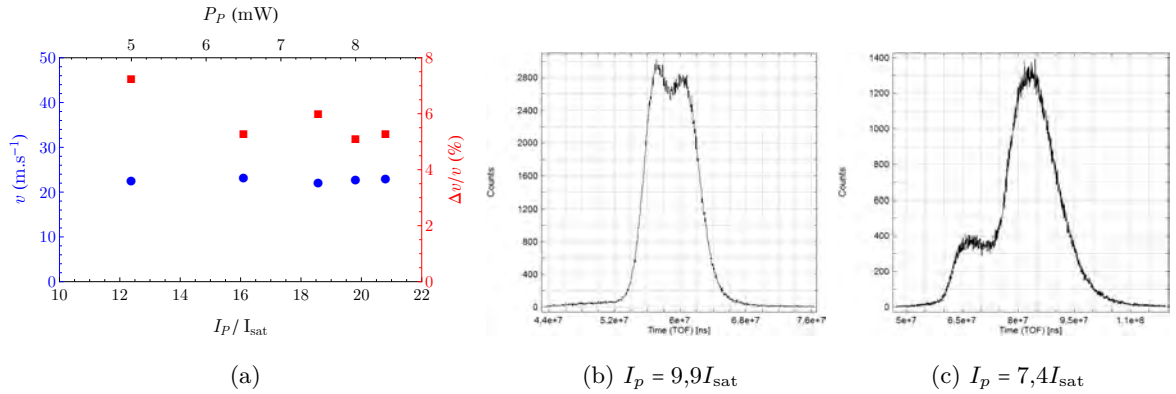 P_P (mW)
5 6 7 8
50
40
30
20
10
0
v (m.s⁻¹)
8
6
4
2
0
Δv/v (%)
10 12 14 16 18 20 22
I_P / I_sat
(a)
2800
2400
2000
1600
1200
800
400
0
Counts
4.4e+7 5.2e+7 6e+7 6.8e+7 7.6e+7
Time (TOF) [ns]
(b) I_p = 9,9I_sat
1400
1200
1000
800
600
400
200
0
Counts
5e+7 6.5e+7 8e+7 9.5e+7 1.1e+8
Time (TOF) [ns]
(c) I_p = 7,4I_sat